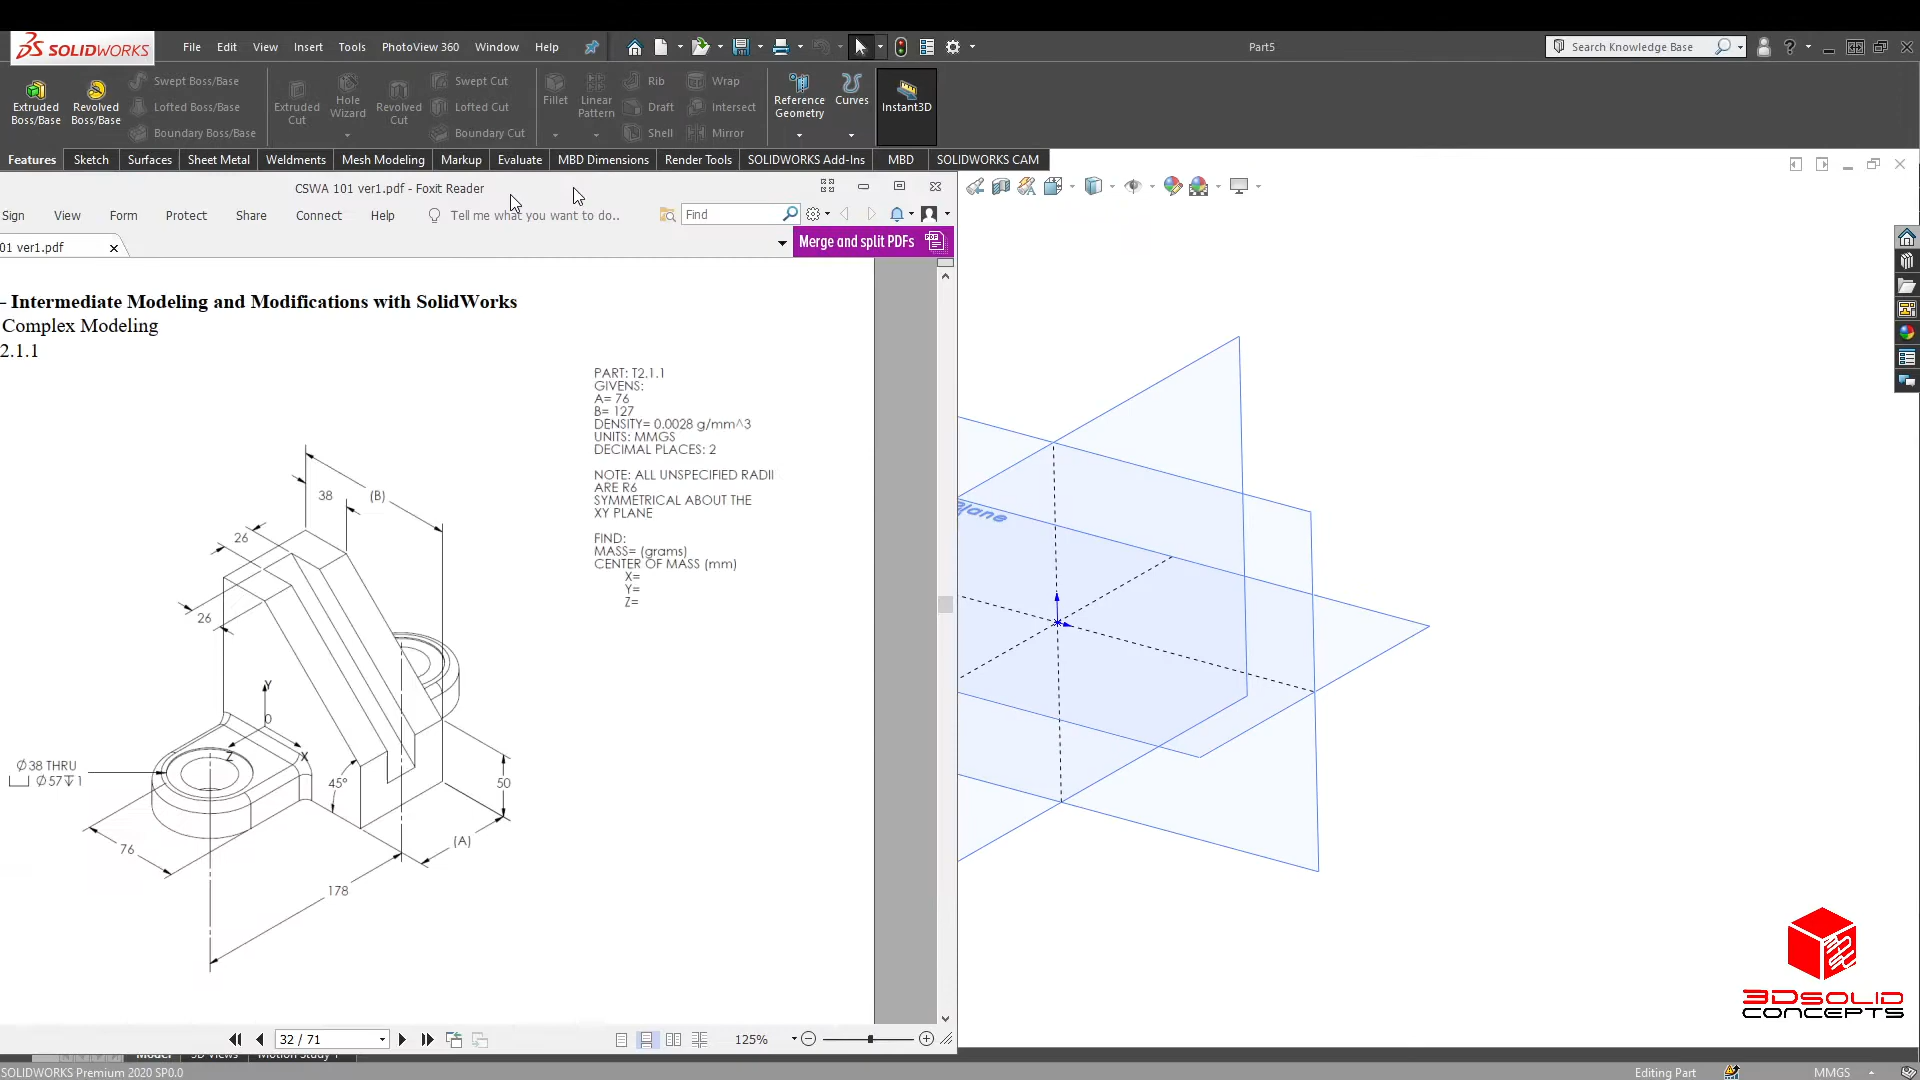 SOLIDWORKS
File Edit View Insert Tools PhotoView 360 Window Help
Part5
Search Knowledge Base
Extruded Boss/Base
Revolved Boss/Base
Swept Boss/Base
Lofted Boss/Base
Boundary Boss/Base
Extruded Cut
Hole Wizard
Revolved Cut
Swept Cut
Lofted Cut
Boundary Cut
Fillet
Linear Pattern
Rib
Draft
Shell
Wrap
Intersect
Mirror
Reference Geometry
Curves
Instant3D
Features Sketch Surfaces Sheet Metal Weldments Mesh Modeling Markup Evaluate MBD Dimensions Render Tools SOLIDWORKS Add-Ins MBD SOLIDWORKS CAM
CSWA 101 ver1.pdf - Foxit Reader
Sign View Form Protect Share Connect Help Tell me what you want to do.. Find
01 ver1.pdf
Merge and split PDFs
– Intermediate Modeling and Modifications with SolidWorks
Complex Modeling
2.1.1
PART: T2.1.1
GIVENS:
A= 76
B= 127
DENSITY= 0.0028 g/mm^3
UNITS: MMGS
DECIMAL PLACES: 2
NOTE: ALL UNSPECIFIED RADII
ARE R6
SYMMETRICAL ABOUT THE
XY PLANE
FIND:
MASS= (grams)
CENTER OF MASS (mm)
X=
Y=
Z=
38
(B)
26
26
Y
O
Z
X
Ø38 THRU
⌴ Ø57↧1
45°
50
76
(A)
178
Plane
3DSOLID
CONCEPTS
32 / 71
125%
Model 3D Views Motion Study 1
SOLIDWORKS Premium 2020 SP0.0
Editing Part
MMGS